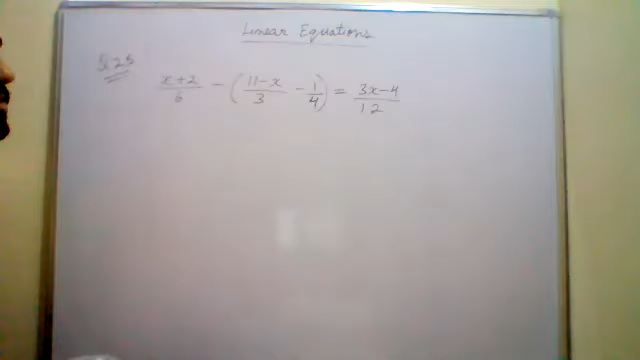 Linear Equations
Q 25
x+2/6 - (11-x/3 - 1/4) = 3x-4/12